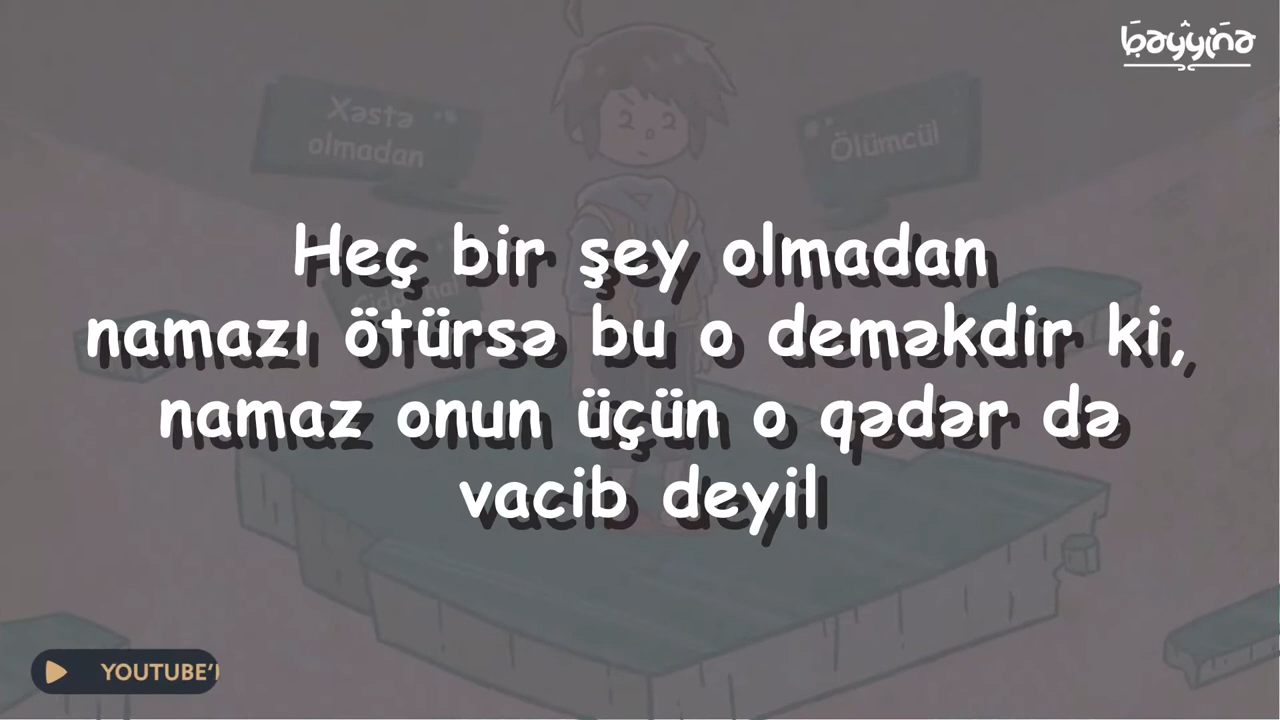 bayyina
Xəstə
olmadan
Ölümcül
Heç bir şey olmadan
namazı ötürsə bu o deməkdir ki,
namaz onun üçün o qədər də
vacib deyil
YOUTUBE'